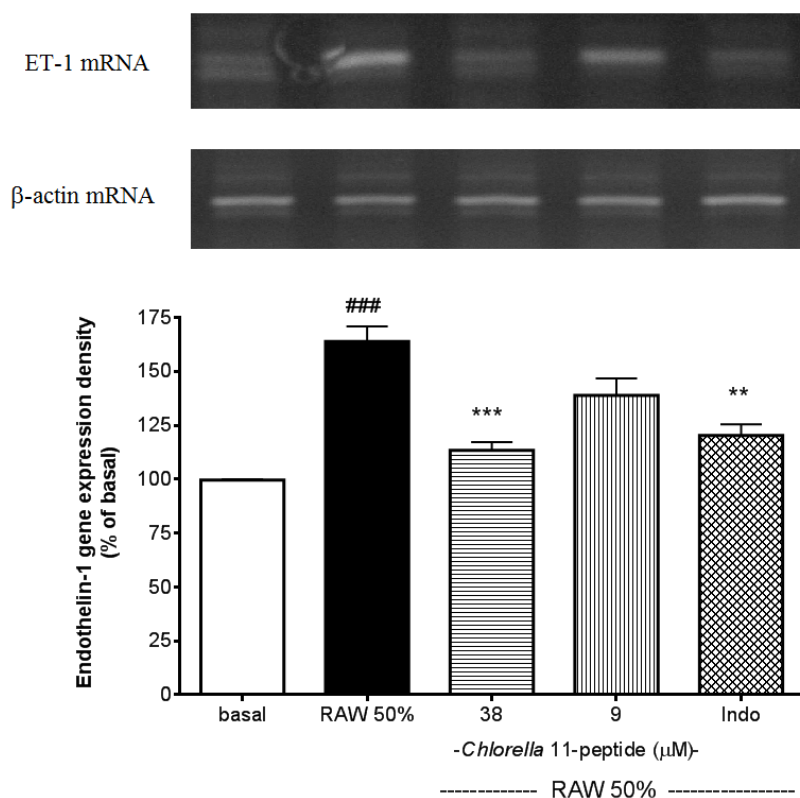 ET-1 mRNA
β-actin mRNA
Endothelin-1 gene expression density
(% of basal)
175
150
125
100
75
50
25
0
###
***
**
basal RAW 50% 38 9 Indo
-Chlorella 11-peptide (μM)-
------------- RAW 50% -----------------